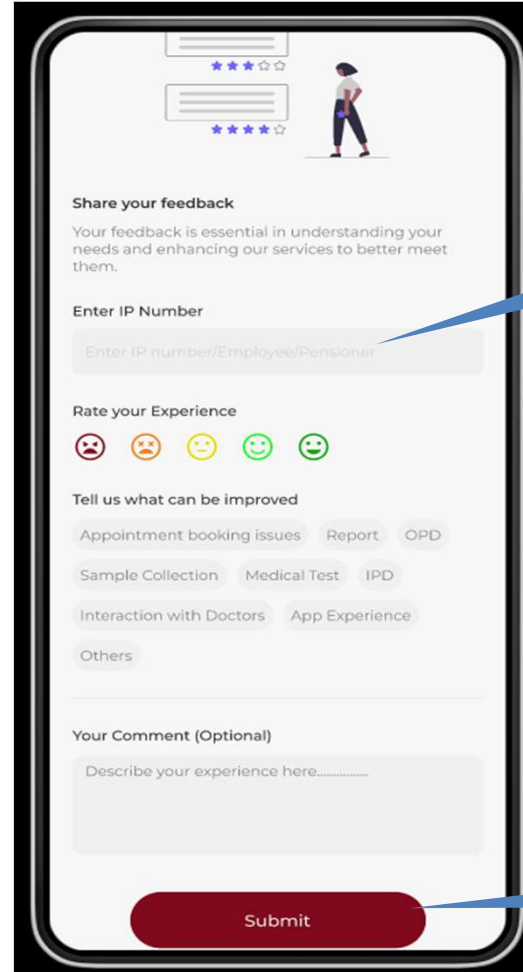 Share your feedback
Your feedback is essential in understanding your
needs and enhancing our services to better meet
them.
Enter IP Number
Enter IP number/Employee/Pensioner
Rate your Experience
Tell us what can be improved
Appointment booking issues Report OPD
Sample Collection Medical Test IPD
Interaction with Doctors App Experience
Others
Your Comment (Optional)
Describe your experience here...............
Submit